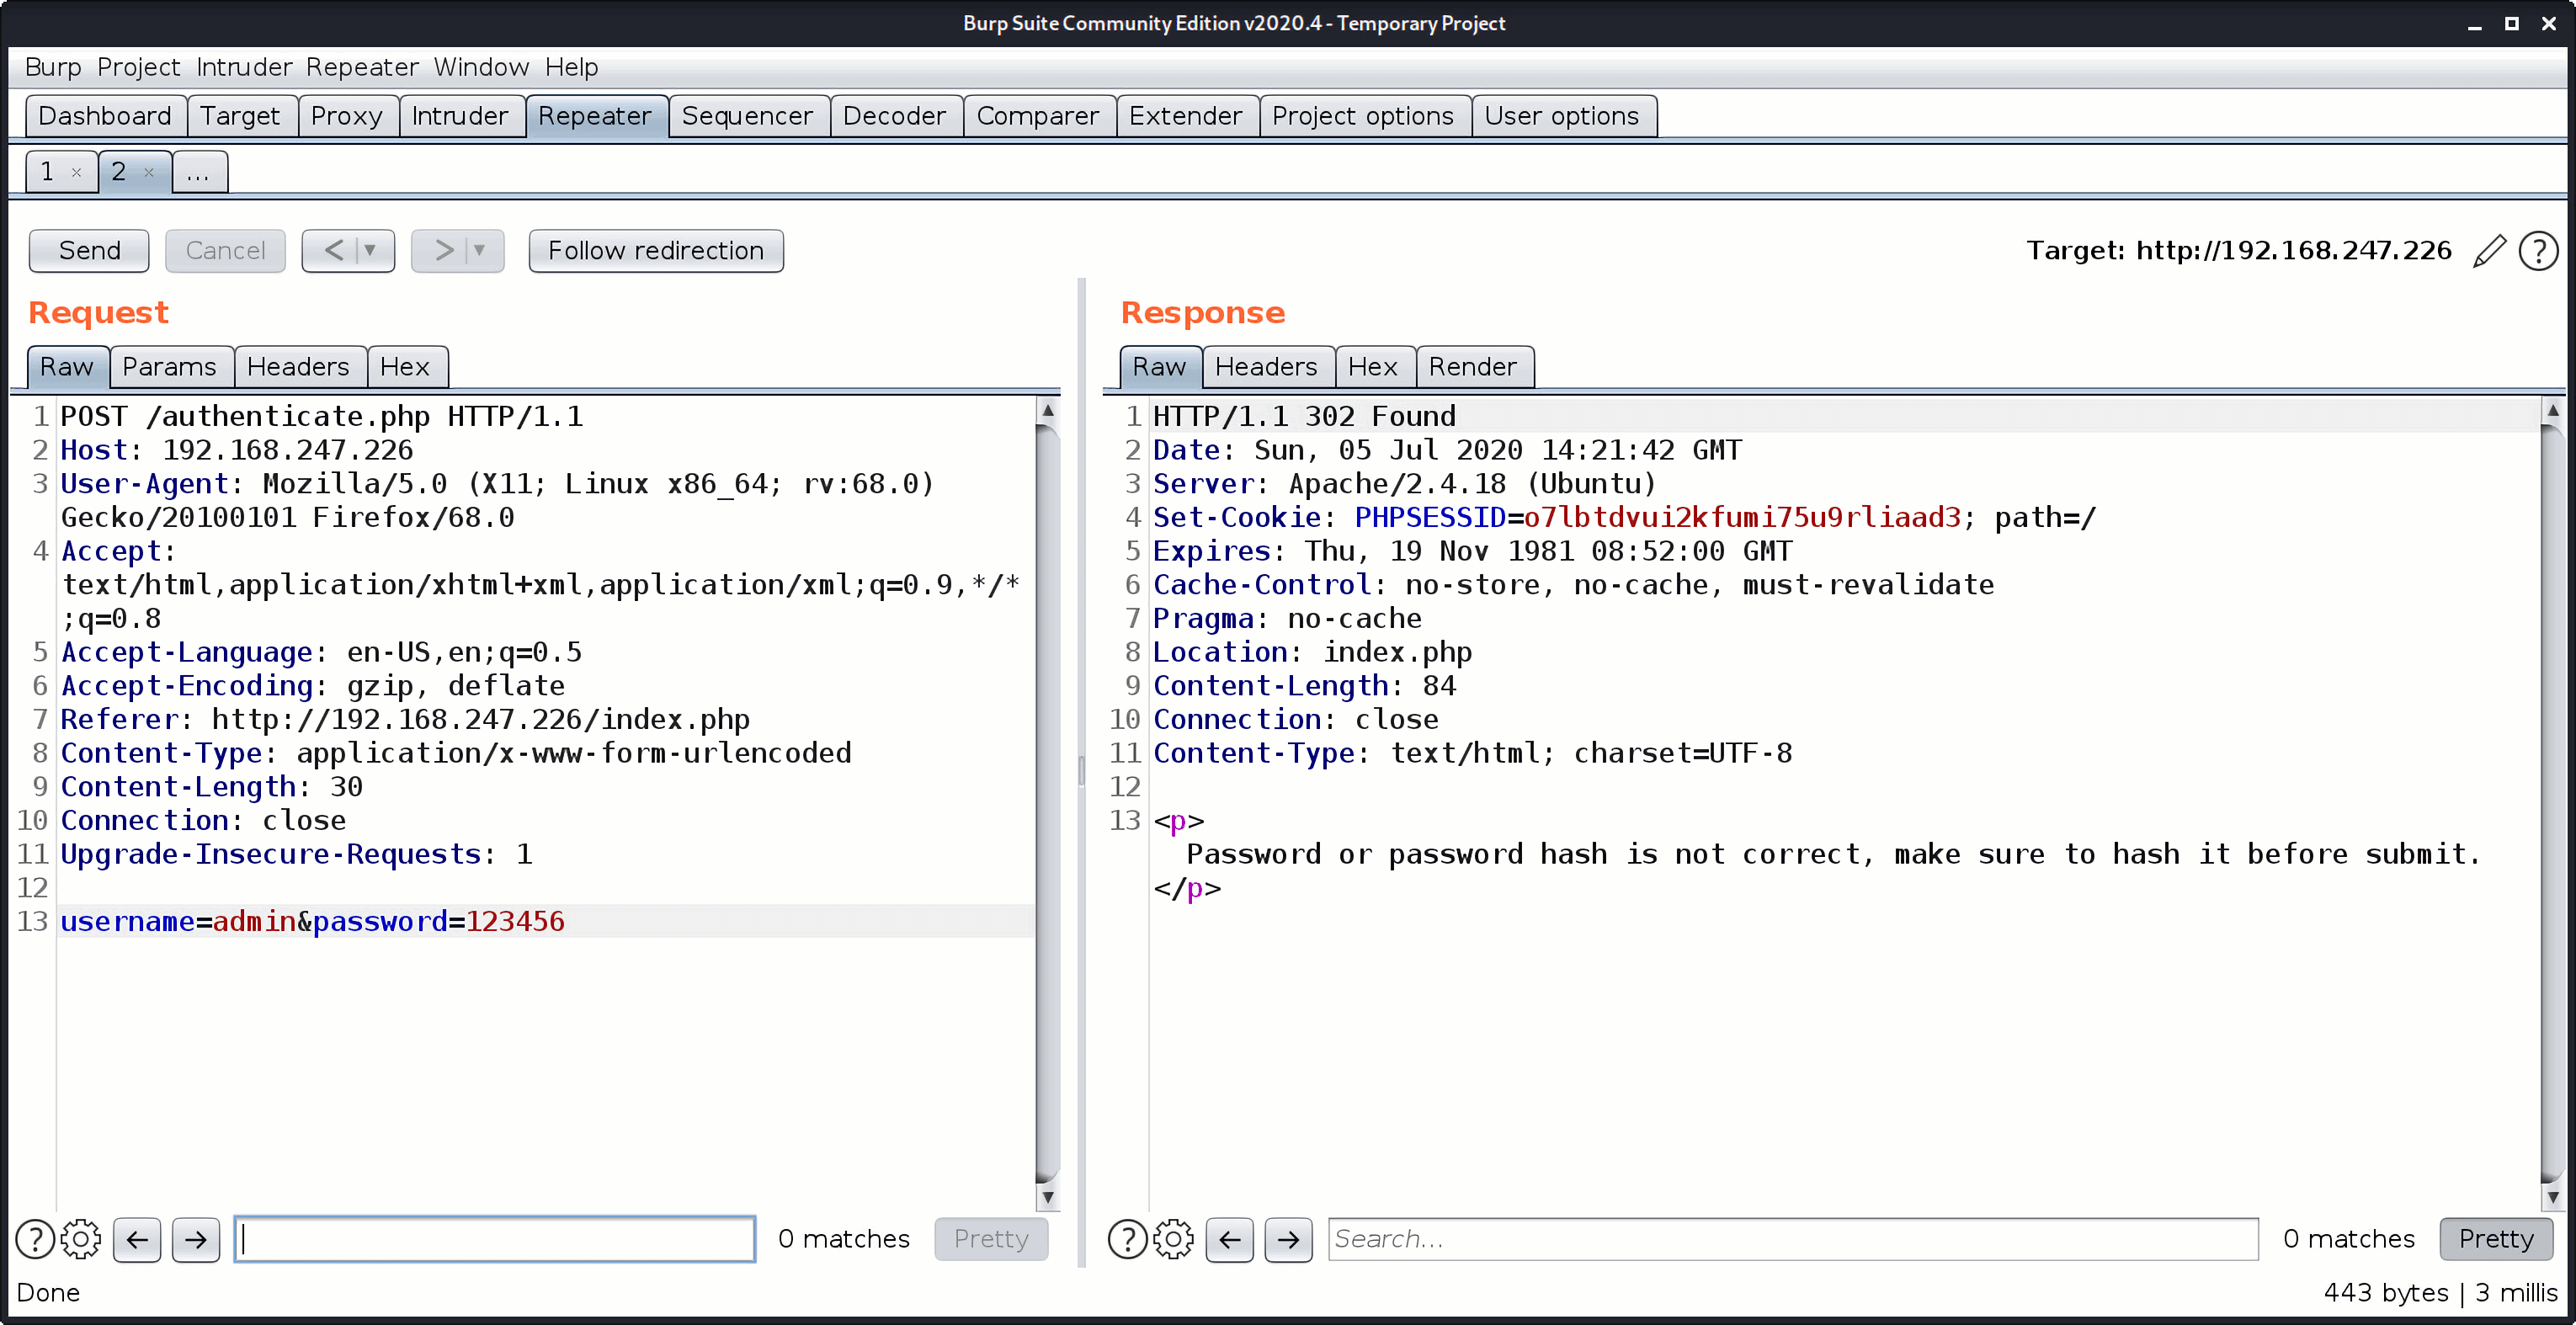 Burp Suite Community Edition v2020.4 - Temporary Project
Burp Project Intruder Repeater Window Help
Dashboard Target Proxy Intruder Repeater Sequencer Decoder Comparer Extender Project options User options
1 × 2 × ...
Send Cancel < > Follow redirection Target: http://192.168.247.226 ?
Request
Raw Params Headers Hex
1 POST /authenticate.php HTTP/1.1
2 Host: 192.168.247.226
3 User-Agent: Mozilla/5.0 (X11; Linux x86_64; rv:68.0)
Gecko/20100101 Firefox/68.0
4 Accept:
text/html,application/xhtml+xml,application/xml;q=0.9,*/*
;q=0.8
5 Accept-Language: en-US,en;q=0.5
6 Accept-Encoding: gzip, deflate
7 Referer: http://192.168.247.226/index.php
8 Content-Type: application/x-www-form-urlencoded
9 Content-Length: 30
10 Connection: close
11 Upgrade-Insecure-Requests: 1
12
13 username=admin&password=123456
? 0 matches Pretty
Response
Raw Headers Hex Render
1 HTTP/1.1 302 Found
2 Date: Sun, 05 Jul 2020 14:21:42 GMT
3 Server: Apache/2.4.18 (Ubuntu)
4 Set-Cookie: PHPSESSID=o7lbtdvui2kfumi75u9rliaad3; path=/
5 Expires: Thu, 19 Nov 1981 08:52:00 GMT
6 Cache-Control: no-store, no-cache, must-revalidate
7 Pragma: no-cache
8 Location: index.php
9 Content-Length: 84
10 Connection: close
11 Content-Type: text/html; charset=UTF-8
12
13 <p>
Password or password hash is not correct, make sure to hash it before submit.
</p>
? Search... 0 matches Pretty
Done 443 bytes | 3 millis